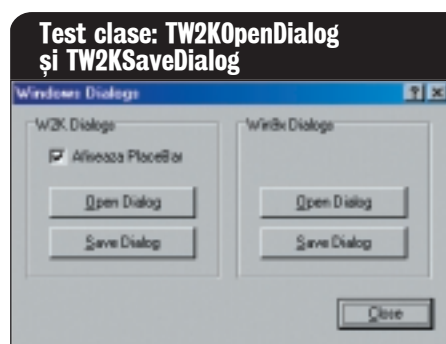 Test clase: TW2KOpenDialog
și TW2KSaveDialog
Windows Dialogs
W2K Dialogs
Win9x Dialogs
Afiseaza PlaceBar
Open Dialog
Open Dialog
Save Dialog
Save Dialog
Close